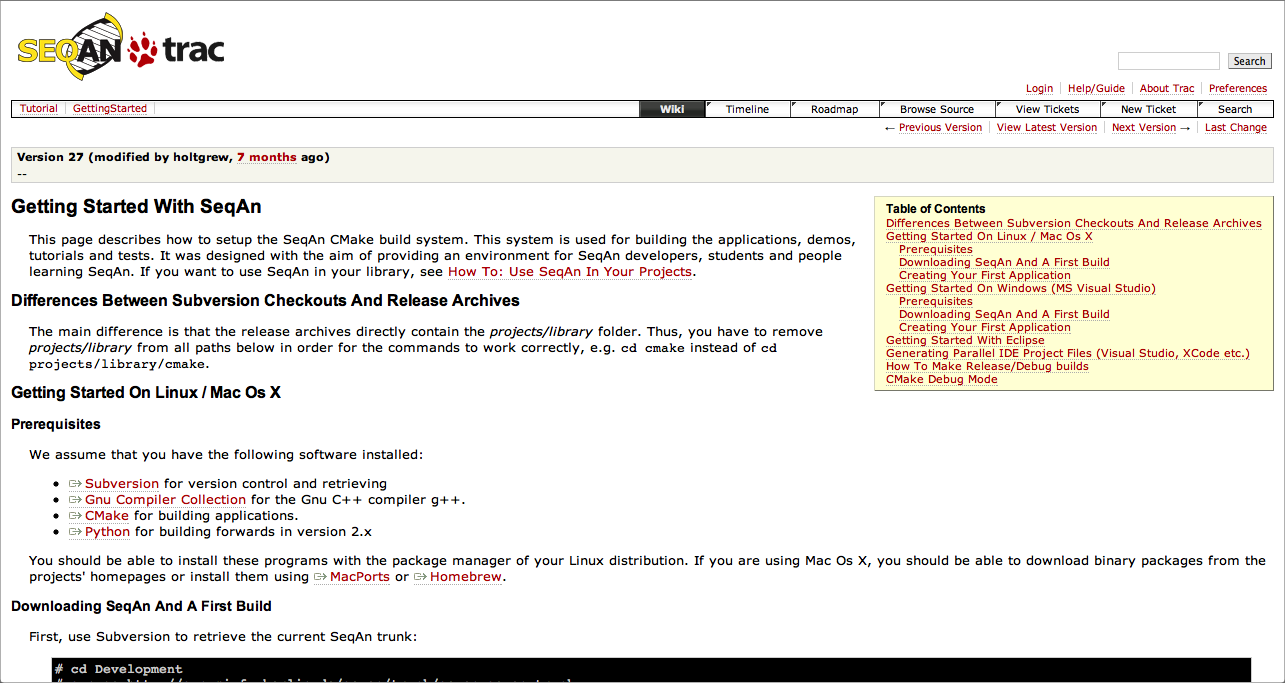 SEQAN trac
Search
Login Help/Guide About Trac Preferences
Tutorial GettingStarted Wiki Timeline Roadmap Browse Source View Tickets New Ticket Search
← Previous Version View Latest Version Next Version → Last Change
Version 27 (modified by holtgrew, 7 months ago)
--
Getting Started With SeqAn
This page describes how to setup the SeqAn CMake build system. This system is used for building the applications, demos,
tutorials and tests. It was designed with the aim of providing an environment for SeqAn developers, students and people
learning SeqAn. If you want to use SeqAn in your library, see How To: Use SeqAn In Your Projects.
Differences Between Subversion Checkouts And Release Archives
The main difference is that the release archives directly contain the projects/library folder. Thus, you have to remove
projects/library from all paths below in order for the commands to work correctly, e.g. cd cmake instead of cd
projects/library/cmake.
Table of Contents
Differences Between Subversion Checkouts And Release Archives
Getting Started On Linux / Mac Os X
Prerequisites
Downloading SeqAn And A First Build
Creating Your First Application
Getting Started On Windows (MS Visual Studio)
Prerequisites
Downloading SeqAn And A First Build
Creating Your First Application
Getting Started With Eclipse
Generating Parallel IDE Project Files (Visual Studio, XCode etc.)
How To Make Release/Debug builds
CMake Debug Mode
Getting Started On Linux / Mac Os X
Prerequisites
We assume that you have the following software installed:
Subversion for version control and retrieving
Gnu Compiler Collection for the Gnu C++ compiler g++.
CMake for building applications.
Python for building forwards in version 2.x
You should be able to install these programs with the package manager of your Linux distribution. If you are using Mac Os X, you should be able to download binary packages from the
projects' homepages or install them using MacPorts or Homebrew.
Downloading SeqAn And A First Build
First, use Subversion to retrieve the current SeqAn trunk:
# cd Development